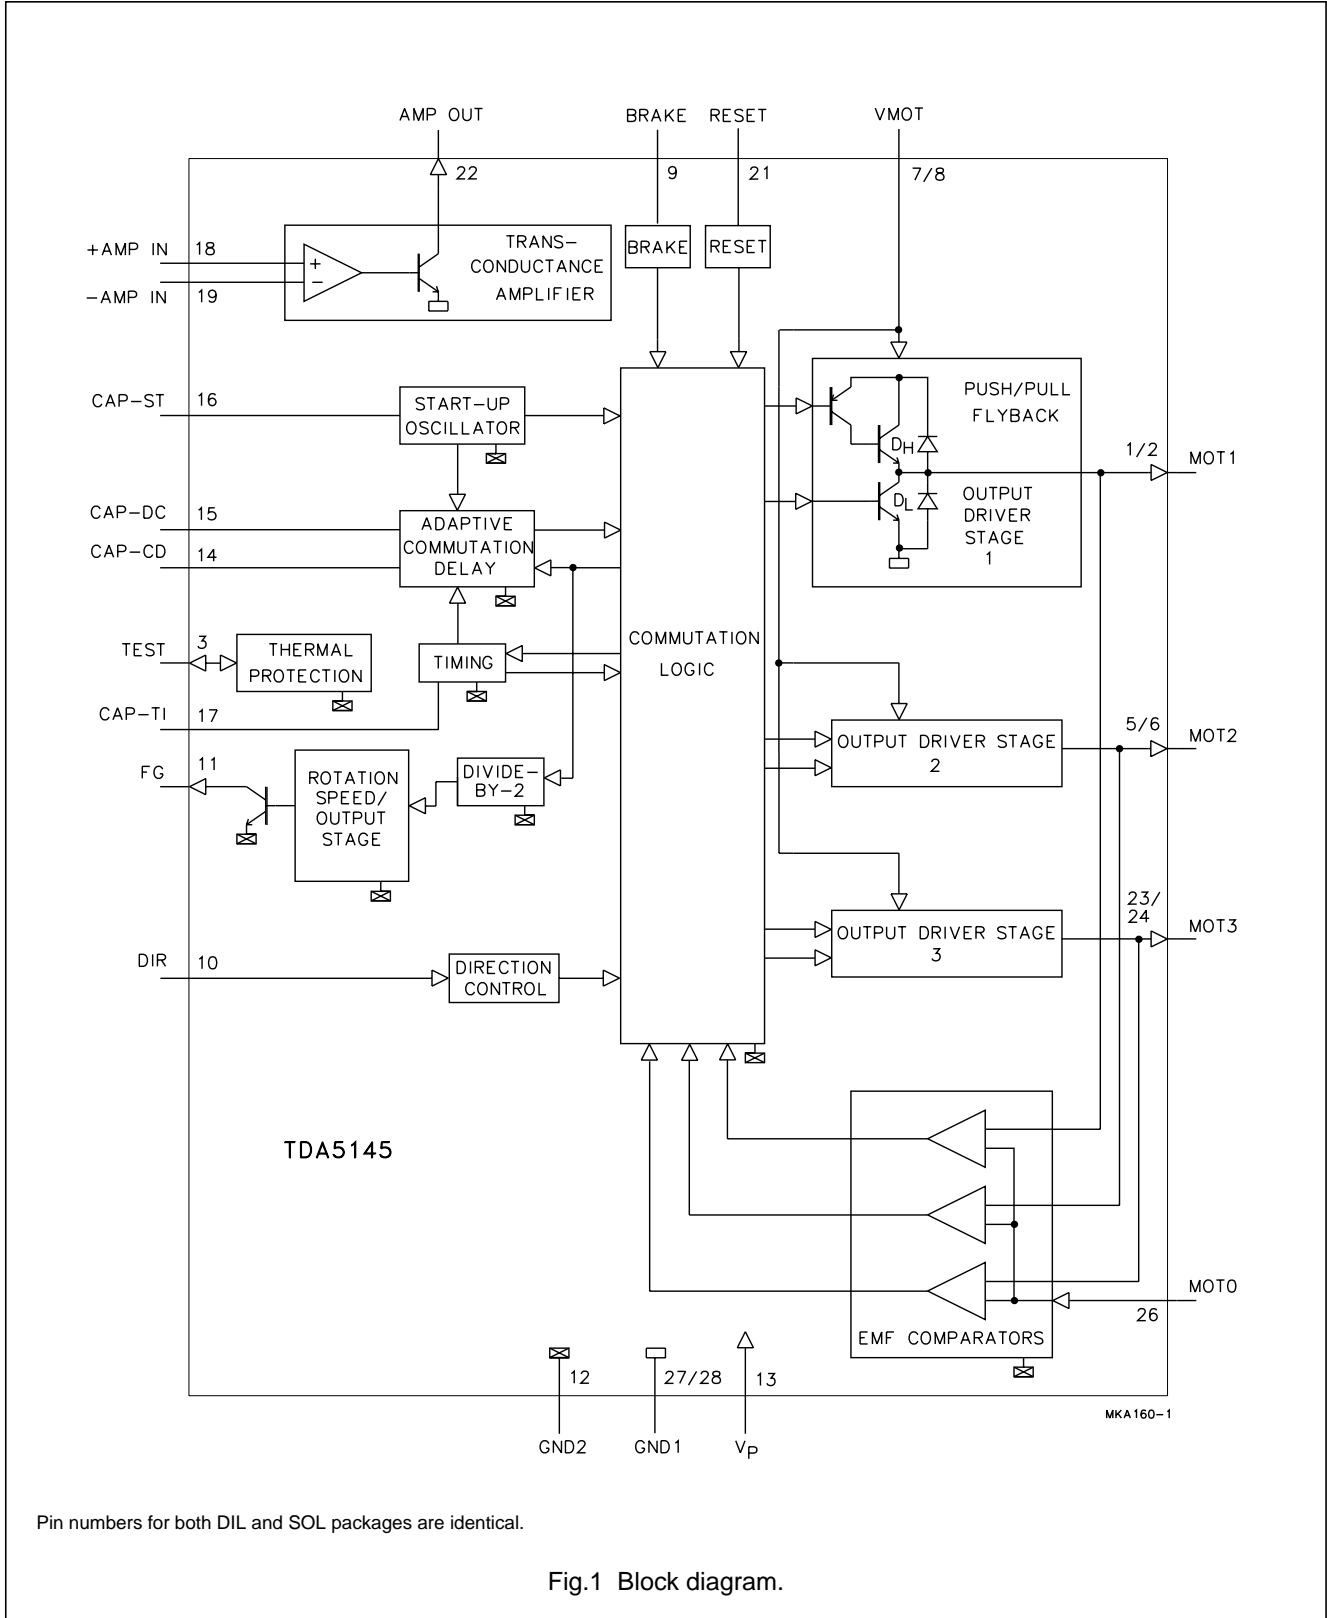 AMP OUT
BRAKE
RESET
VMOT
22
9
21
7/8
+AMP IN
18
-AMP IN
19
+
−
TRANS-
CONDUCTANCE
AMPLIFIER
BRAKE
RESET
CAP-ST
16
START-UP
OSCILLATOR
PUSH/PULL
FLYBACK
DH
DL
OUTPUT
DRIVER
STAGE
1
1/2
MOT1
CAP-DC
15
CAP-CD
14
ADAPTIVE
COMMUTATION
DELAY
COMMUTATION
LOGIC
TEST
3
THERMAL
PROTECTION
TIMING
CAP-TI
17
5/6
MOT2
OUTPUT DRIVER STAGE
2
FG
11
ROTATION
SPEED/
OUTPUT
STAGE
DIVIDE-
BY-2
23/
24
MOT3
OUTPUT DRIVER STAGE
3
DIR
10
DIRECTION
CONTROL
TDA5145
MOT0
26
EMF COMPARATORS
12
27/28
13
GND2
GND1
VP
MKA160-1
Pin numbers for both DIL and SOL packages are identical.
Fig.1 Block diagram.